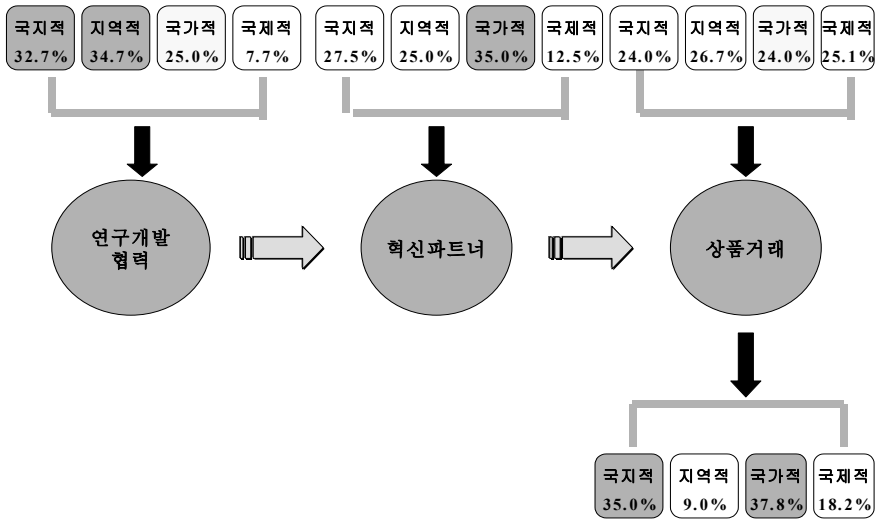 국지적 지역적 국가적 국제적 국지적 지역적 국가적 국제적 국지적 지역적 국가적 국제적
32.7% 34.7% 25.0% 7.7% 27.5% 25.0% 35.0% 12.5% 24.0% 26.7% 24.0% 25.1%
연구개발
협력
혁신파트너
상품거래
국지적 지역적 국가적 국제적
35.0% 9.0% 37.8% 18.2%